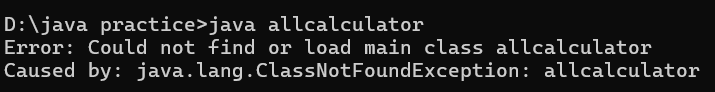 D:\java practice>java allcalculator
Error: Could not find or load main class allcalculator
Caused by: java.lang.ClassNotFoundException: allcalculator